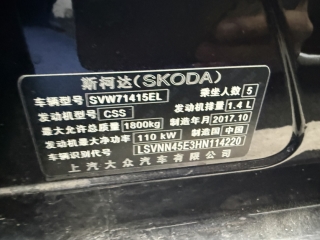 斯柯达(SKODA)
车辆型号 SVW71415EL 乘坐人数 5
发动机型号 CSS 发动机排量 1.4 L
最大允许总质量 1800kg 制造年月 2017.10
发动机最大净功率 110 kW 制造国 中国
车辆识别代号 LSVNN45E3HN114220
上汽大众汽车有限公司